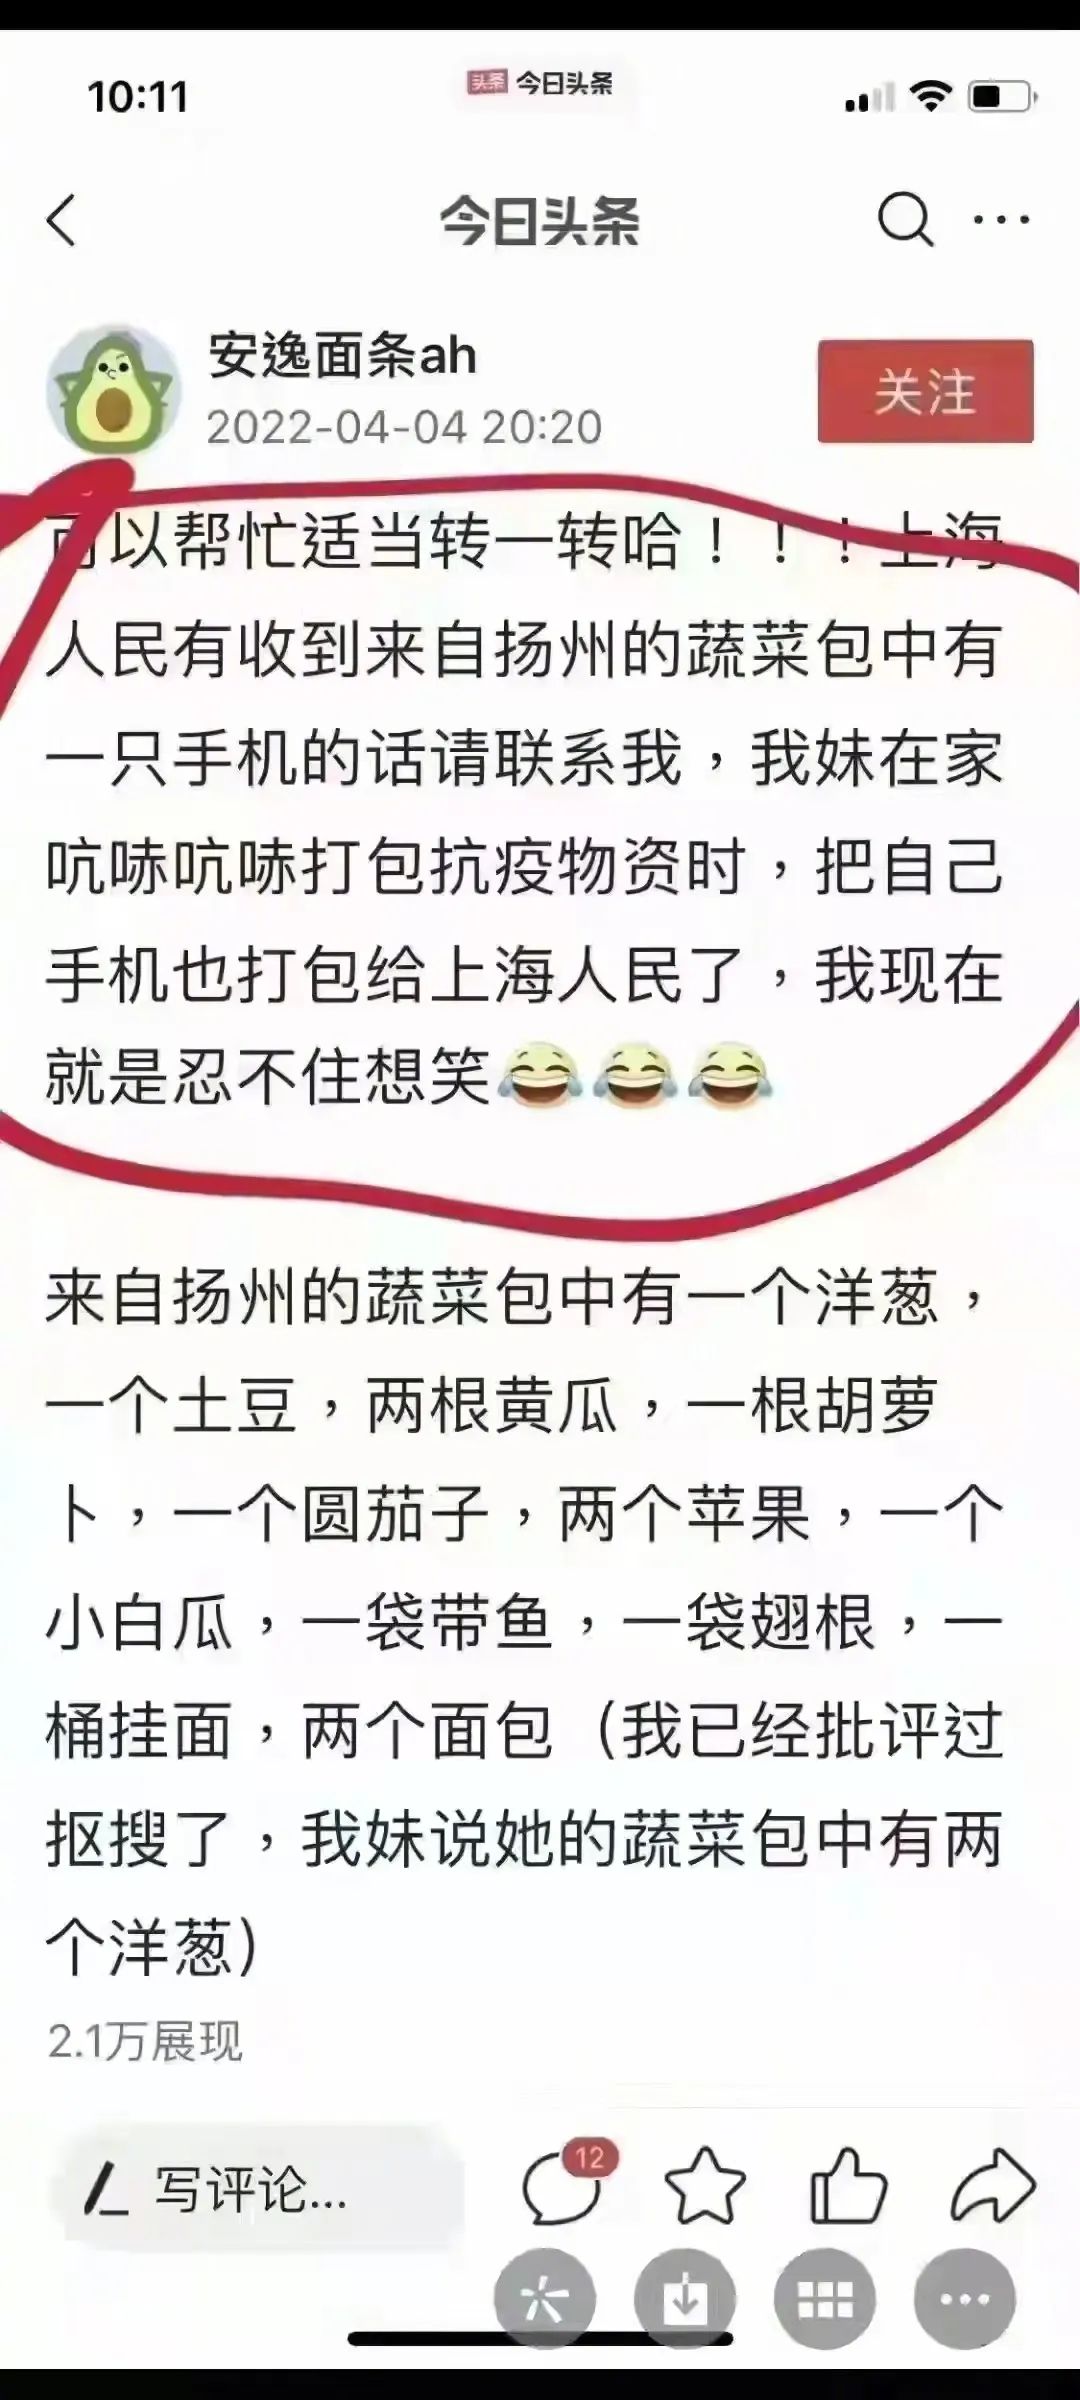 10:11
头条 今日头条
今日头条
安逸面条ah
2022-04-04 20:20
关注
可以帮忙适当转一转哈！！！上海
人民有收到来自扬州的蔬菜包中有
一只手机的话请联系我，我妹在家
吭哧吭哧打包抗疫物资时，把自己
手机也打包给上海人民了，我现在
就是忍不住想笑😂😂😂
来自扬州的蔬菜包中有一个洋葱，
一个土豆，两根黄瓜，一根胡萝
卜，一个圆茄子，两个苹果，一个
小白瓜，一袋带鱼，一袋翅根，一
桶挂面，两个面包（我已经批评过
抠搜了，我妹说她的蔬菜包中有两
个洋葱）
2.1万展现
写评论...
12